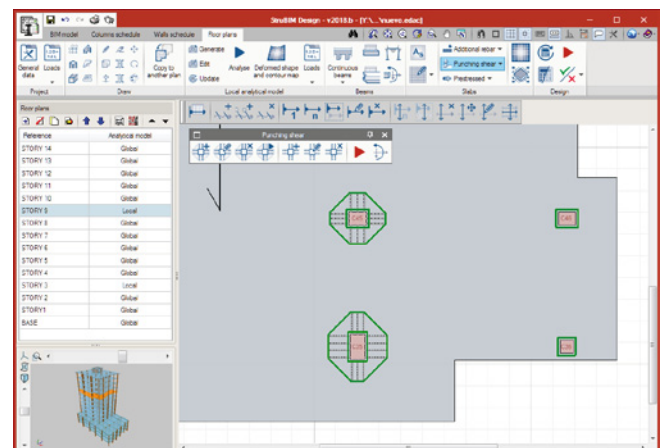 StruBIM Design - v2018.b - [Y:\...\nuevo.edac]
BIM model Columns schedule Walls schedule Floor plans
General data Loads
Copy to another plan
Generate
Edit
Update
Analyse Deformed shape and contour map Loads
Continuous beams
Additional rebar
Punching shear
Prestressed
Project Draw Local analytical model Beams Slabs Design
Floor plans
Punching shear
Reference Analytical model
STORY 14 Global
STORY 13 Global
STORY 12 Global
STORY 11 Global
STORY 10 Global
STORY 9 Local
STORY 8 Global
STORY 7 Global
STORY 6 Global
STORY 5 Global
STORY 4 Global
STORY 3 Local
STORY 2 Global
STORY1 Global
BASE Global